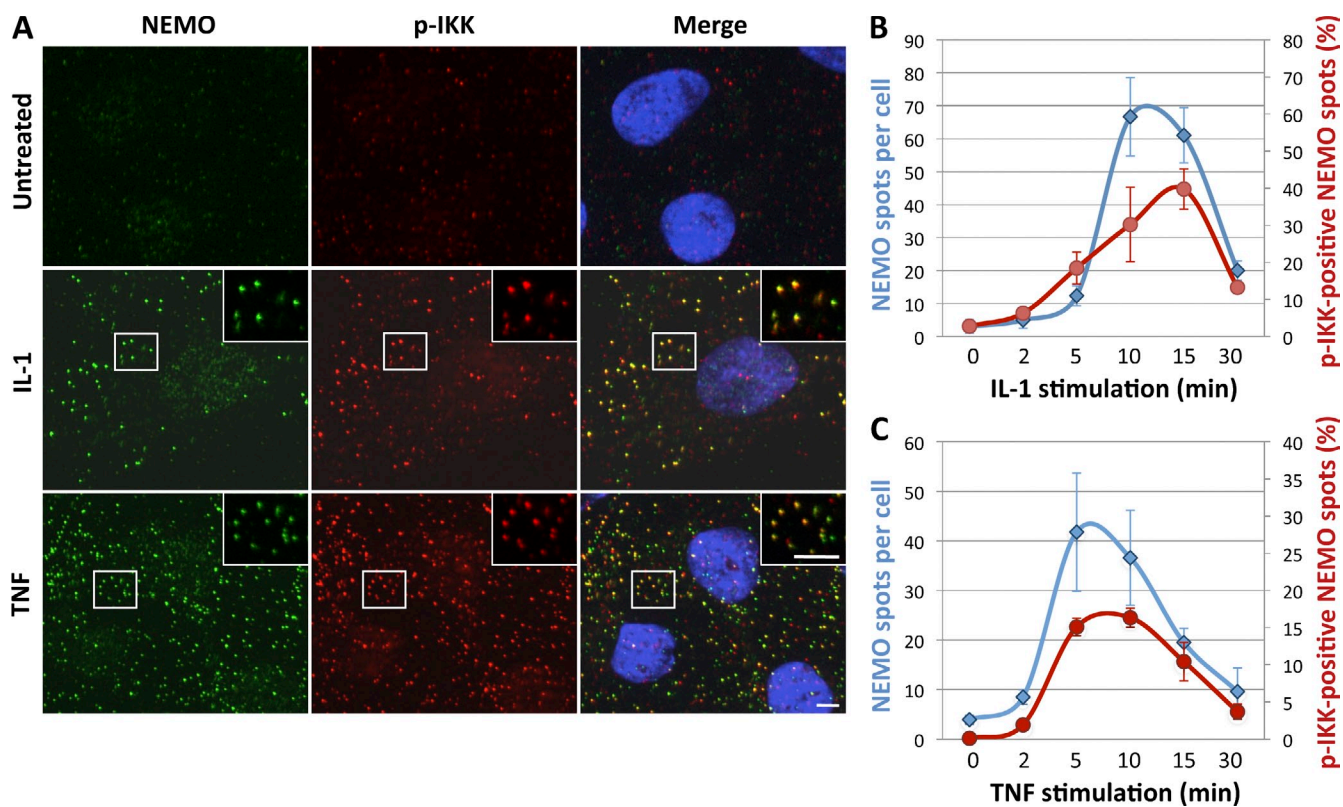 A
NEMO
p-IKK
Merge
Untreated
IL-1
TNF
B
NEMO spots per cell
90
80
70
60
50
40
30
20
10
0
80
70
60
50
40
30
20
10
0
p-IKK-positive NEMO spots (%)
0 2 5 10 15 30
IL-1 stimulation (min)
C
NEMO spots per cell
60
50
40
30
20
10
0
40
35
30
25
20
15
10
5
0
p-IKK-positive NEMO spots (%)
0 2 5 10 15 30
TNF stimulation (min)